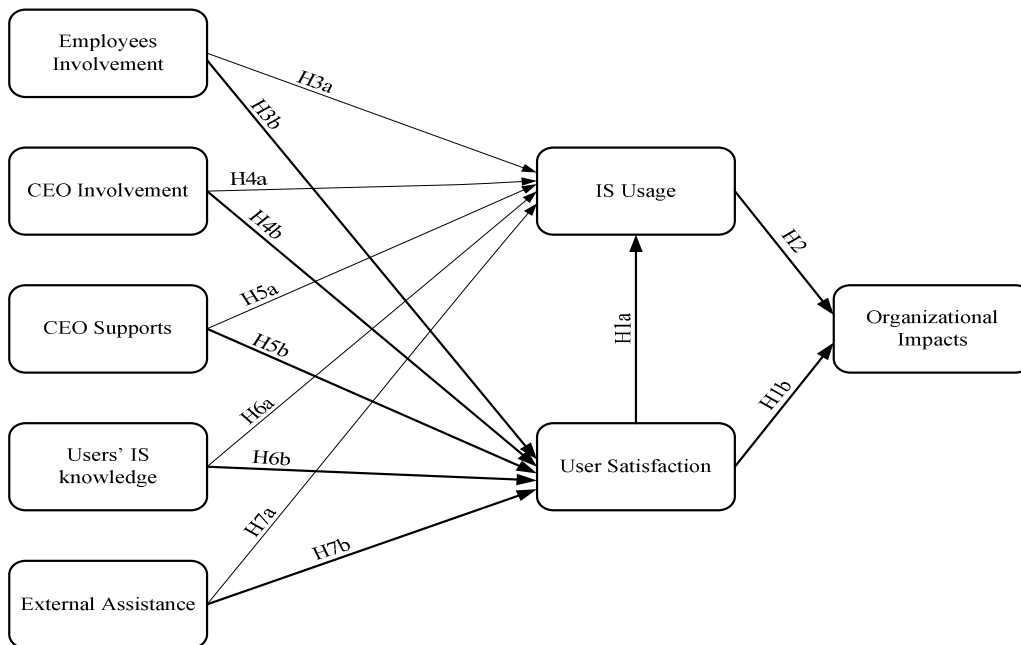 Employees
Involvement
H3a
H3b
CEO Involvement
H4a
H4b
IS Usage
H2
CEO Supports
H5a
H5b
H1a
Organizational
Impacts
H1b
Users’ IS
knowledge
H6a
H6b
User Satisfaction
H7a
H7b
External Assistance